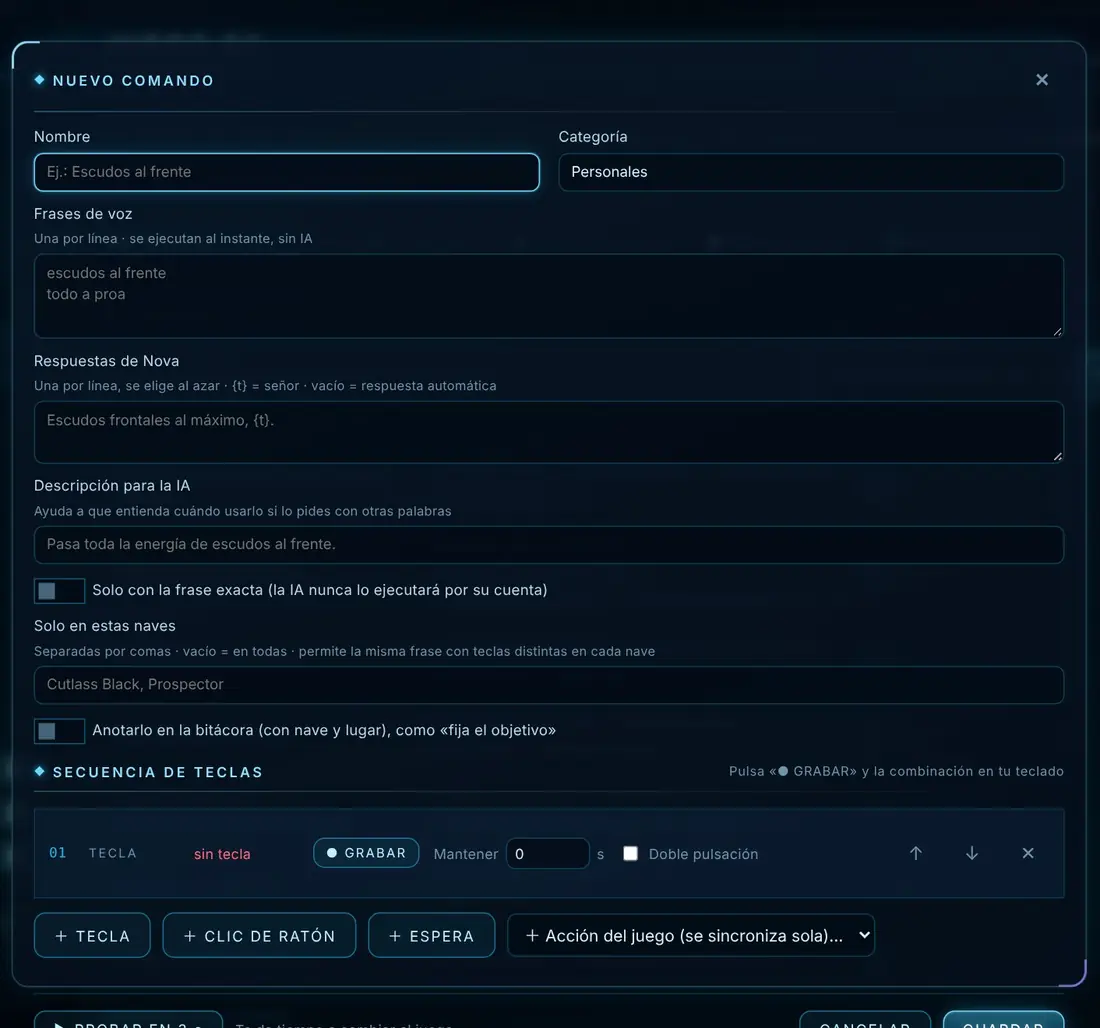 NUEVO COMANDO ×
Nombre Categoría
Ej.: Escudos al frente Personales
Frases de voz
Una por línea · se ejecutan al instante, sin IA
escudos al frente
todo a proa
Respuestas de Nova
Una por línea, se elige al azar · {t} = señor · vacío = respuesta automática
Escudos frontales al máximo, {t}.
Descripción para la IA
Ayuda a que entienda cuándo usarlo si lo pides con otras palabras
Pasa toda la energía de escudos al frente.
Solo con la frase exacta (la IA nunca lo ejecutará por su cuenta)
Solo en estas naves
Separadas por comas · vacío = en todas · permite la misma frase con teclas distintas en cada nave
Cutlass Black, Prospector
Anotarlo en la bitácora (con nave y lugar), como «fija el objetivo»
SECUENCIA DE TECLAS Pulsa «● GRABAR» y la combinación en tu teclado
01 TECLA sin tecla ● GRABAR Mantener 0 s Doble pulsación ↑ ↓ ×
+ TECLA + CLIC DE RATÓN + ESPERA + Acción del juego (se sincroniza sola)...
PROBAR EN CANCELAR GUARDAR